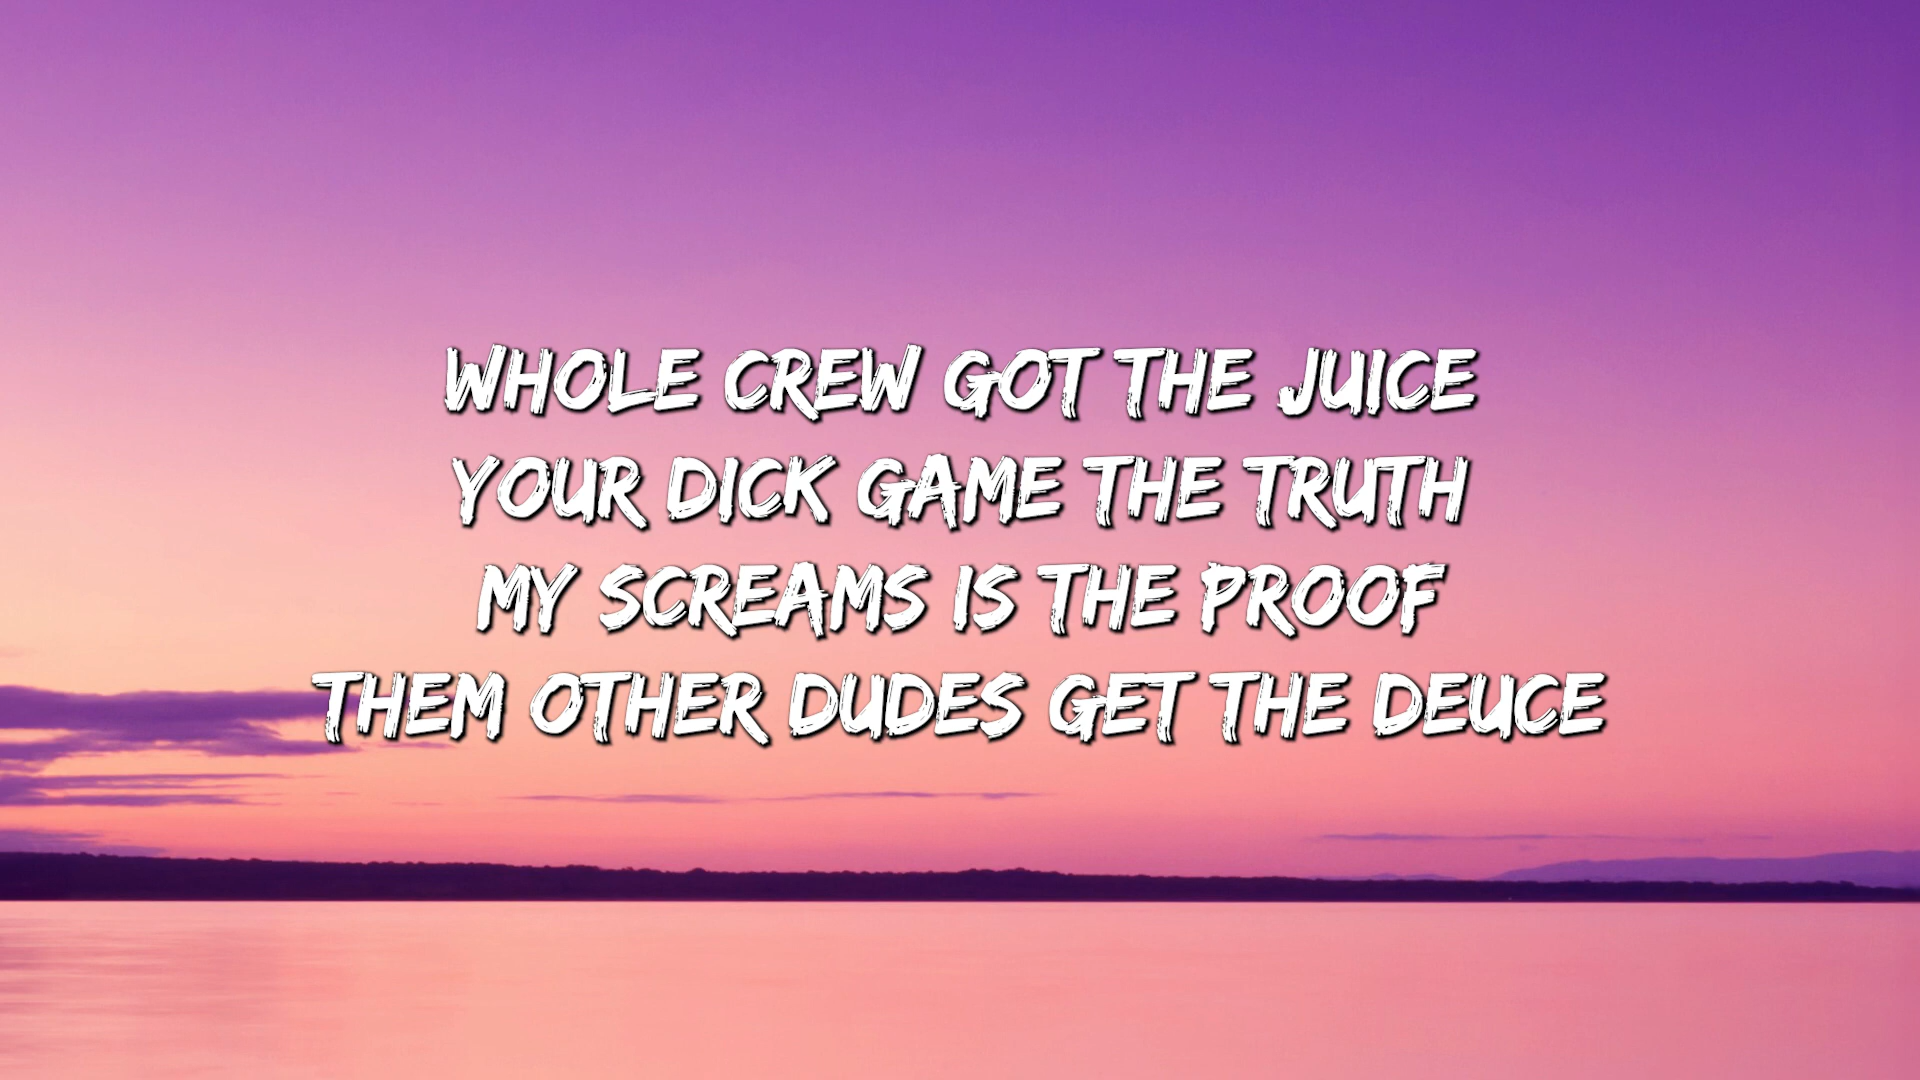 WHOLE CREW GOT THE JUICE
YOUR DICK GAME THE TRUTH
MY SCREAMS IS THE PROOF
THEM OTHER DUDES GET THE DEUCE